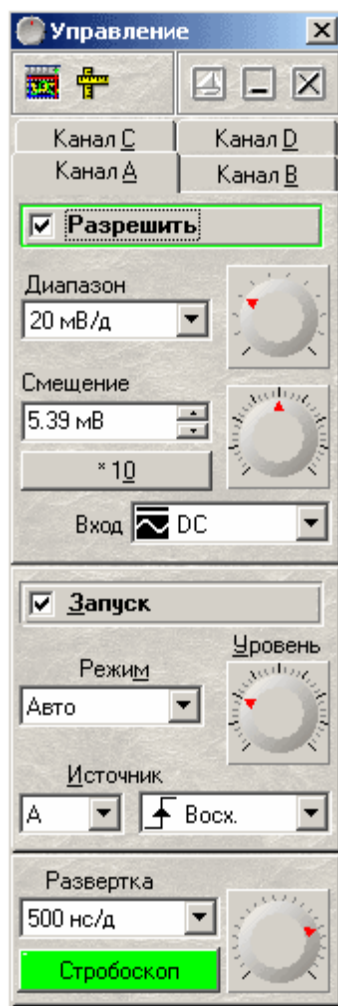 Управление
Канал C
Канал D
Канал A
Канал B
Разрешить
Диапазон
20 мВ/д
Смещение
5.39 мВ
* 10
Вход
DC
Запуск
Уровень
Режим
Авто
Источник
A
Восх.
Развертка
500 нс/д
Стробоскоп